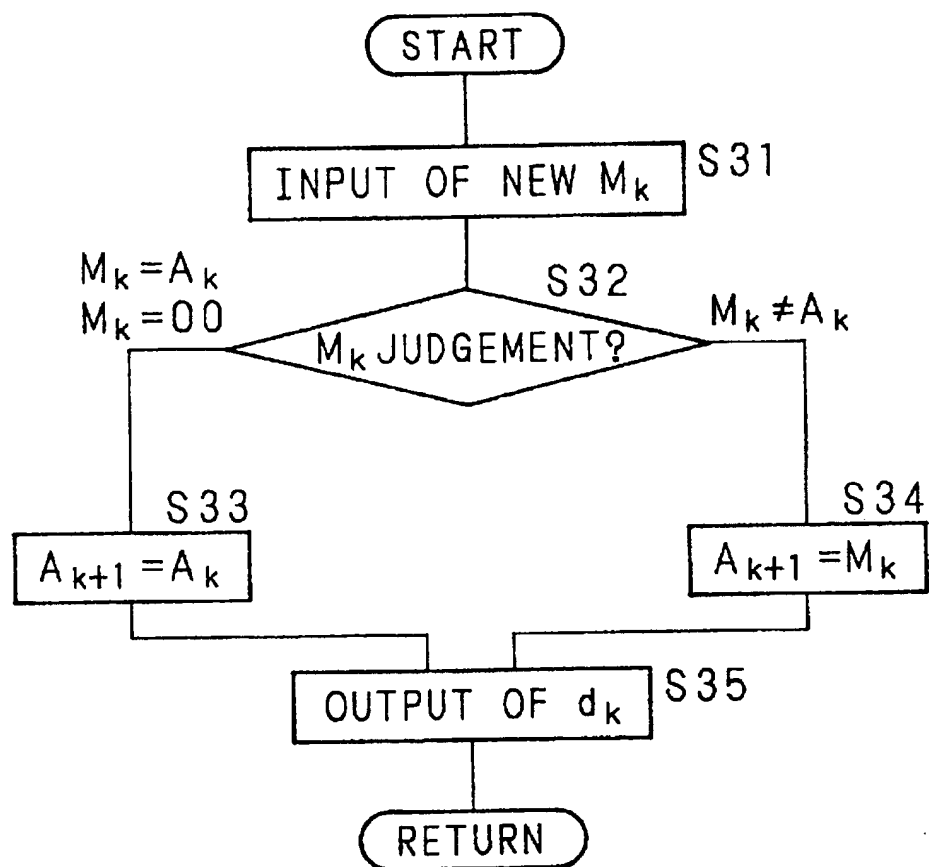 START
INPUT OF NEW Mk
S31
Mk=Ak
Mk=00
S32
Mk JUDGEMENT?
Mk≠Ak
S33
Ak+1=Ak
S34
Ak+1=Mk
OUTPUT OF dk
S35
RETURN